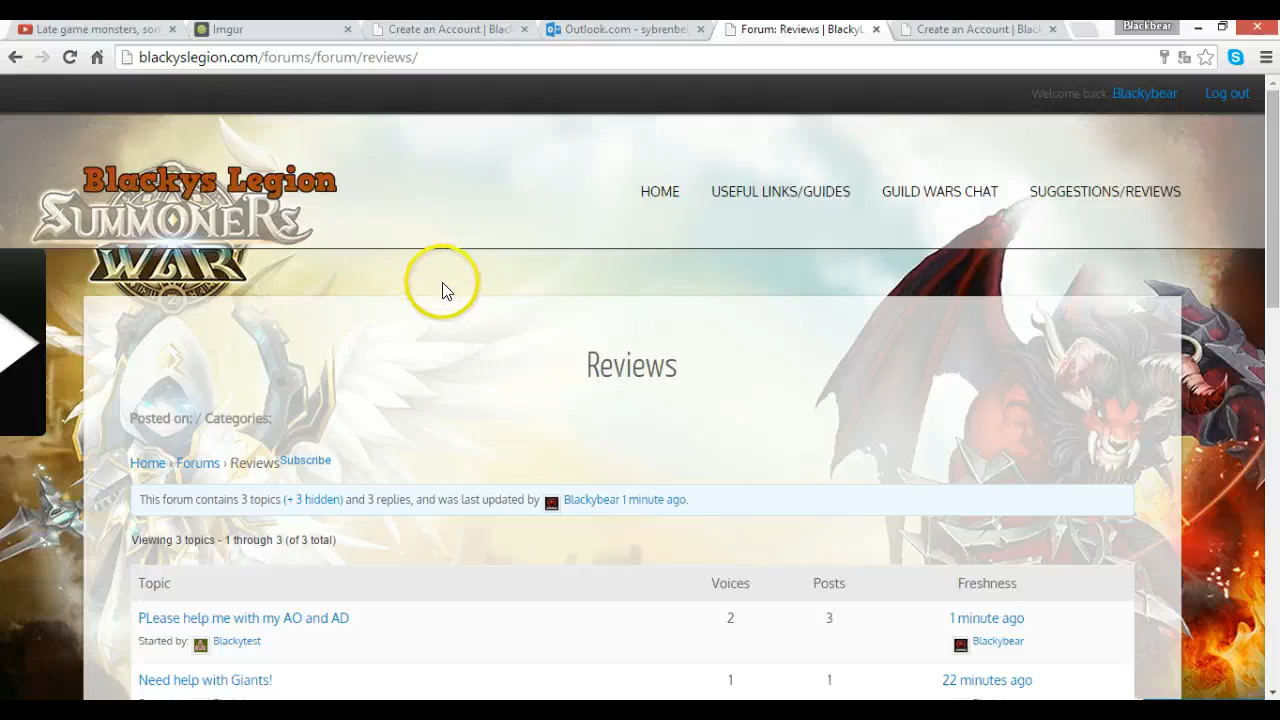 Late game monsters, son
Imgur
Create an Account | Blac
Outlook.com - sybrenbe
Forum: Reviews | BlackyL
Create an Account | Black
Blackbear
blackyslegion.com/forums/forum/reviews/
Welcome back, Blackybear
Log out
Blackys Legion
SUMMONERS
WAR
HOME
USEFUL LINKS/GUIDES
GUILD WARS CHAT
SUGGESTIONS/REVIEWS
Reviews
Posted on: / Categories:
Home › Forums › Reviews Subscribe
This forum contains 3 topics (+ 3 hidden) and 3 replies, and was last updated by Blackybear 1 minute ago.
Viewing 3 topics - 1 through 3 (of 3 total)
Topic Voices Posts Freshness
PLease help me with my AO and AD 2 3 1 minute ago
Started by: Blackytest Blackybear
Need help with Giants! 1 1 22 minutes ago